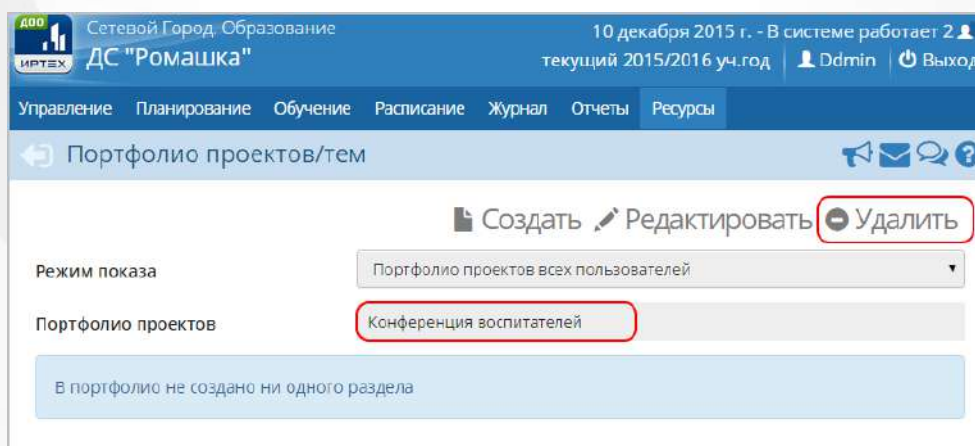 ДОО
ИРТЕХ
Сетевой Город. Образование
ДС "Ромашка"
10 декабря 2015 г. - В системе работает 2
текущий 2015/2016 уч.год Ddmin Выход
Управление Планирование Обучение Расписание Журнал Отчеты Ресурсы
Портфолио проектов/тем
Создать Редактировать Удалить
Режим показа Портфолио проектов всех пользователей
Портфолио проектов Конференция воспитателей
В портфолио не создано ни одного раздела